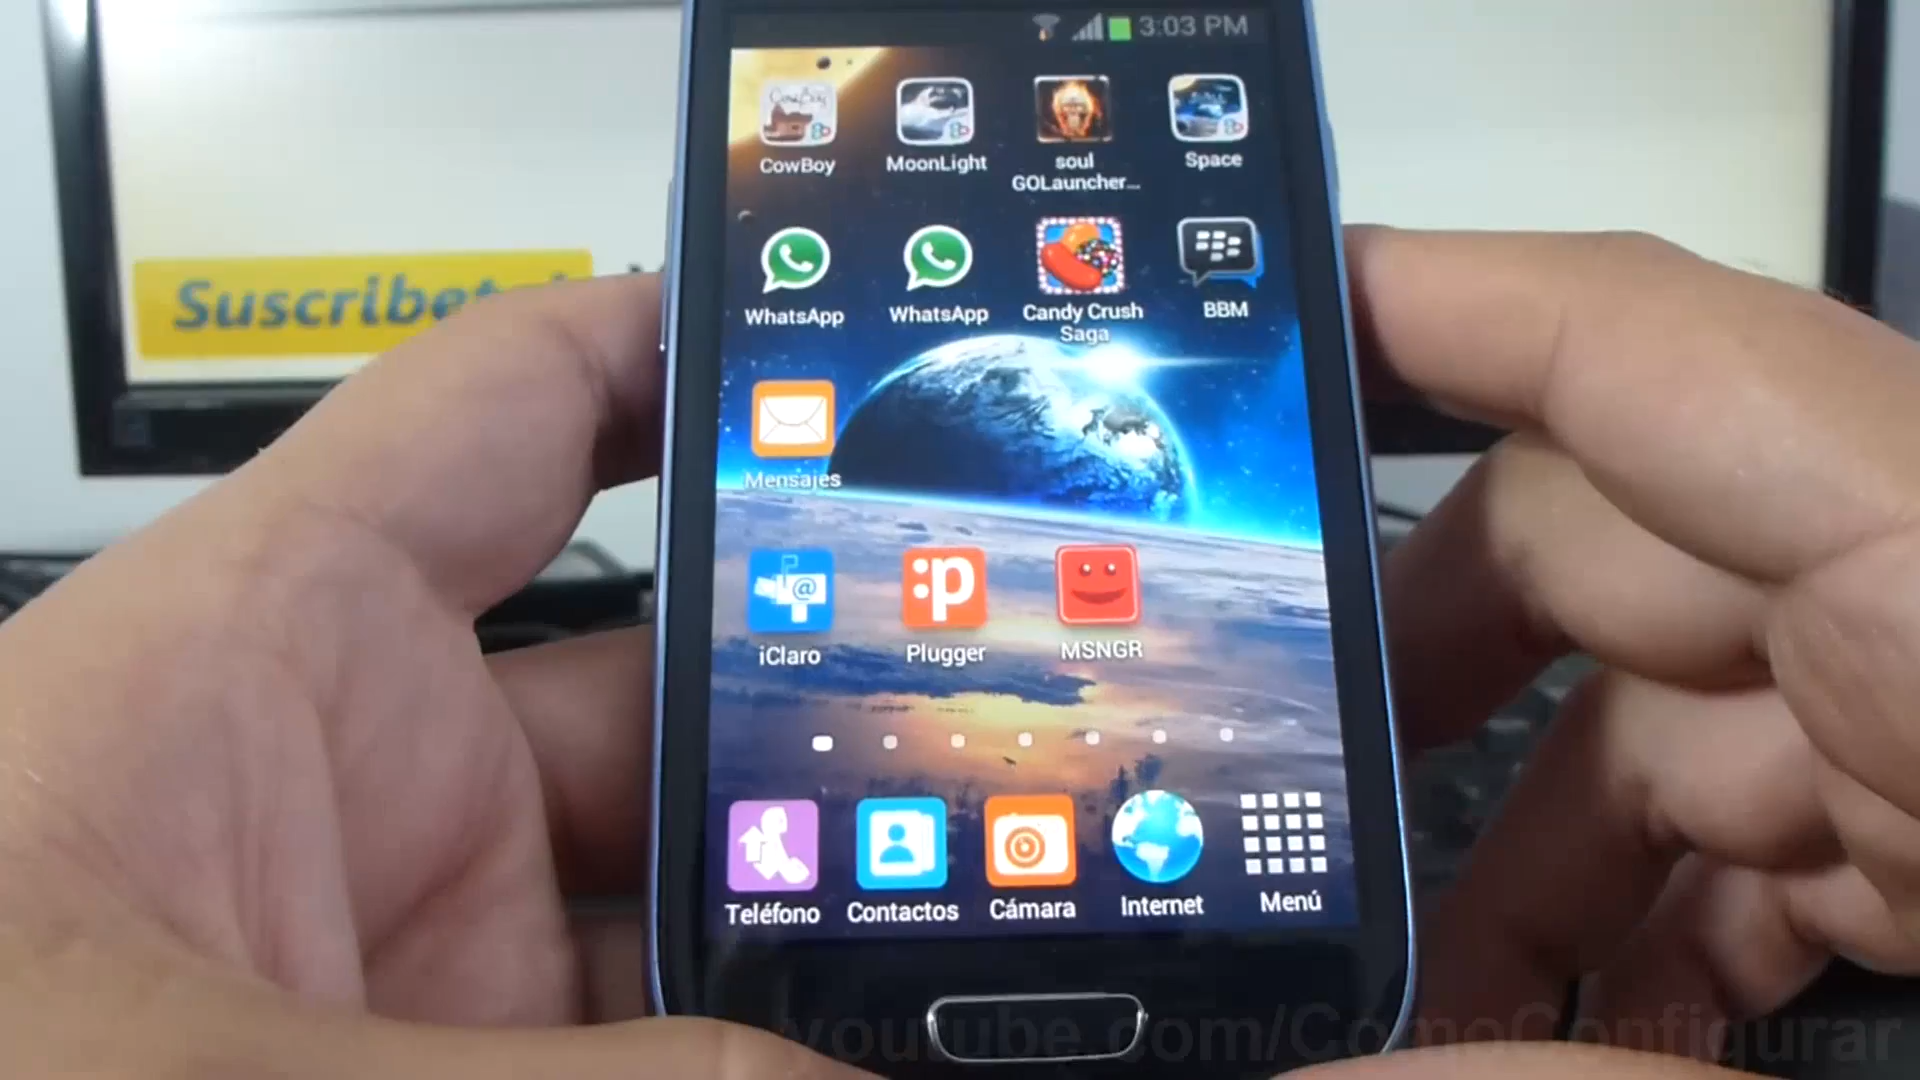 3:03 PM
CowBoy
MoonLight
soul
GOLauncher...
Space
WhatsApp
WhatsApp
Candy Crush
Saga
BBM
Mensajes
iClaro
:p
Plugger
MSNGR
Teléfono
Contactos
Cámara
Internet
Menú
youtube.com/ComoConfigurar